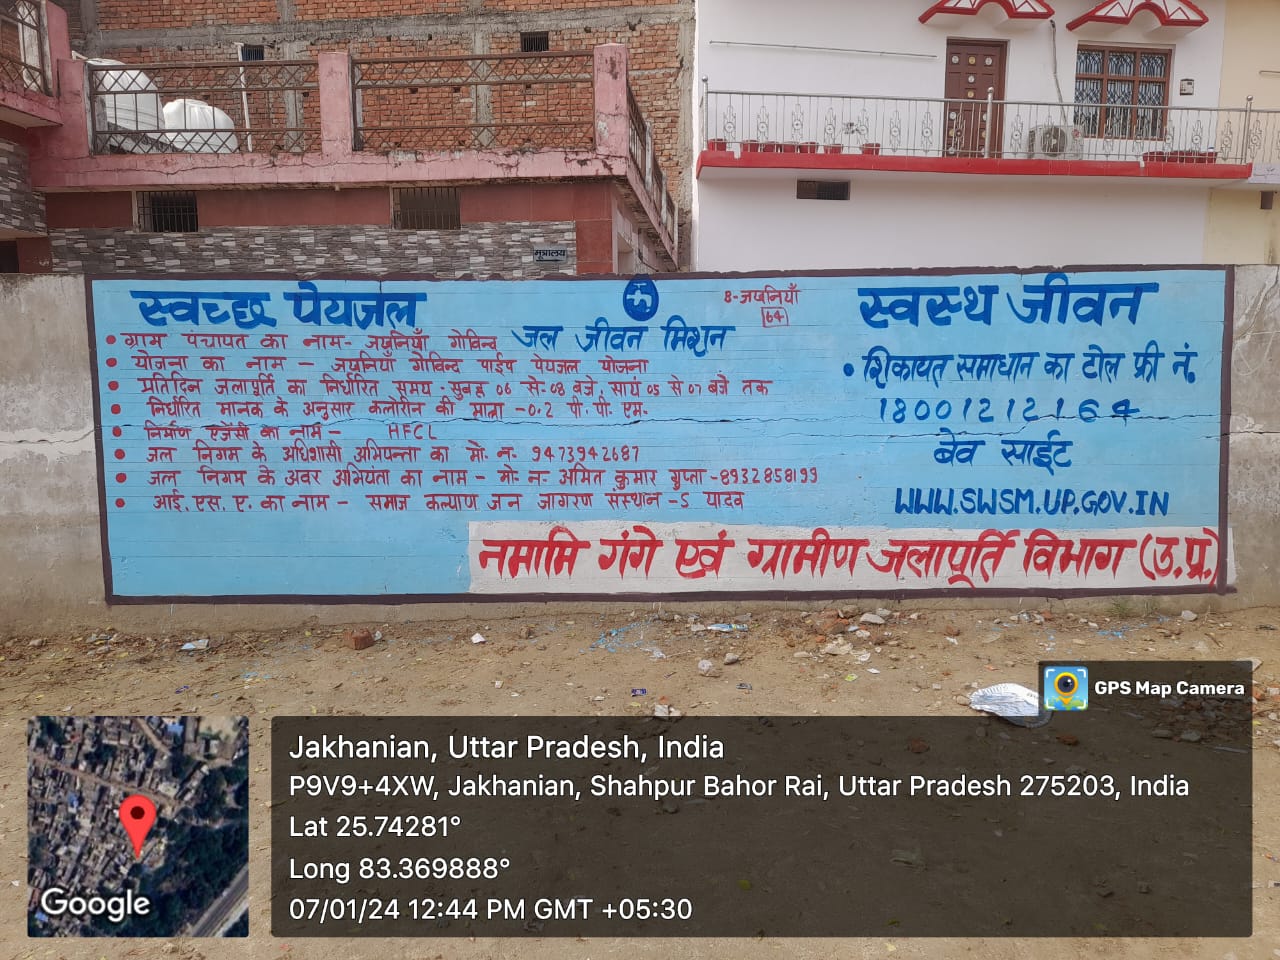 मूत्रालय
स्वच्छ पेयजल
8-जखनियाँ
64
स्वस्थ जीवन
जल जीवन मिशन
• ग्राम पंचायत का नाम- जखनियाँ गोविन्द
• योजना का नाम - जखनियाँ गोविन्द पाईप पेयजल योजना
• प्रतिदिन जलापूर्ति का निर्धारित समय - सुबह 06 से-08 बजे, सायं 05 से 07 बजे तक
• निर्धारित मानक के अनुसार कलोरीन की मात्रा -0.2 पी. पी. एम.
• निर्माण एजेंसी का नाम - HFCL
• जल निगम के अधिशासी अभियन्ता का मो. न. 9473942687
• जल निगम के अवर अभियंता का नाम - मो. न. अमित कुमार गुप्ता -8932858199
• आई. एस. ए. का नाम - समाज कल्याण जन जागरण संस्थान -S यादव
• शिकायत समाधान का टोल फ्री नं.
18001212164
बेव साईट
WWW.SWSM.UP.GOV.IN
नमामि गंगे एवं ग्रामीण जलापूर्ति विभाग (उ.प्र.)
GPS Map Camera
Jakhanian, Uttar Pradesh, India
P9V9+4XW, Jakhanian, Shahpur Bahor Rai, Uttar Pradesh 275203, India
Lat 25.74281°
Long 83.369888°
07/01/24 12:44 PM GMT +05:30
Google